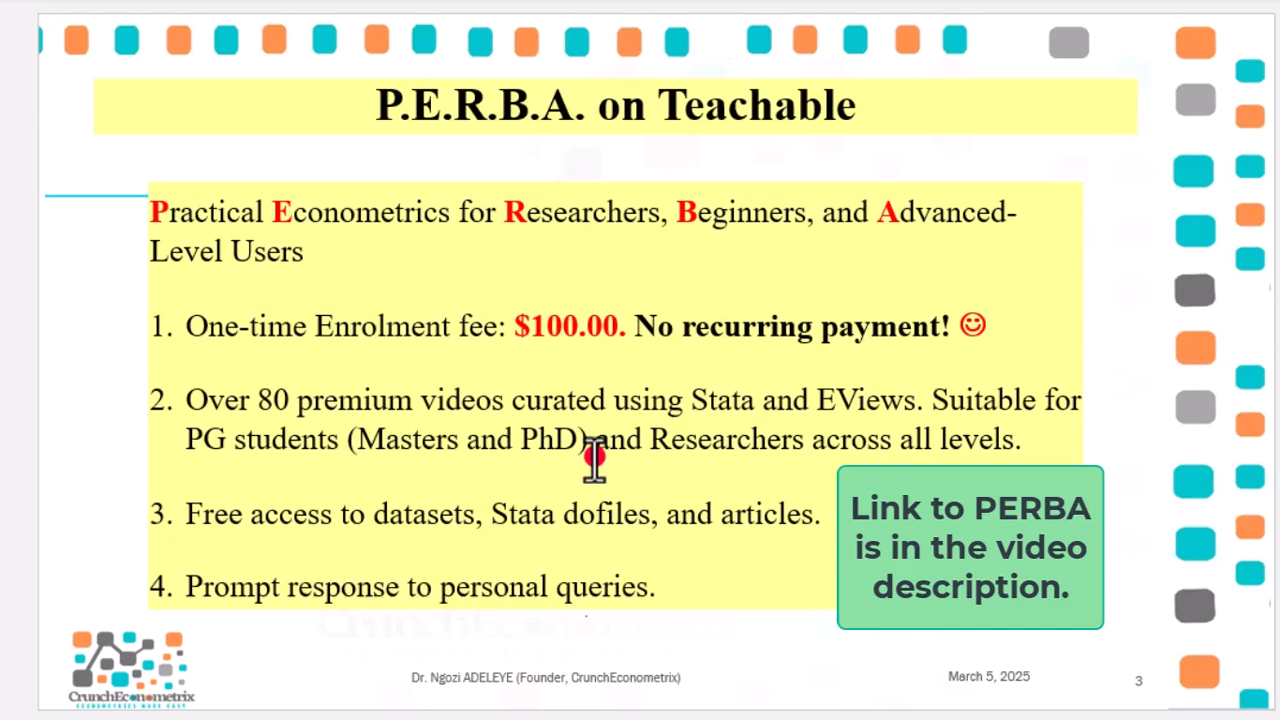 P.E.R.B.A. on Teachable
Practical Econometrics for Researchers, Beginners, and Advanced-
Level Users
1. One-time Enrolment fee: $100.00. No recurring payment! ☺
2. Over 80 premium videos curated using Stata and EViews. Suitable for
PG students (Masters and PhD) and Researchers across all levels.
3. Free access to datasets, Stata dofiles, and articles.
4. Prompt response to personal queries.
Link to PERBA
is in the video
description.
CrunchEconometrix
ECONOMETRICS MADE EASY
Dr. Ngozi ADELEYE (Founder, CrunchEconometrix)
March 5, 2025
3